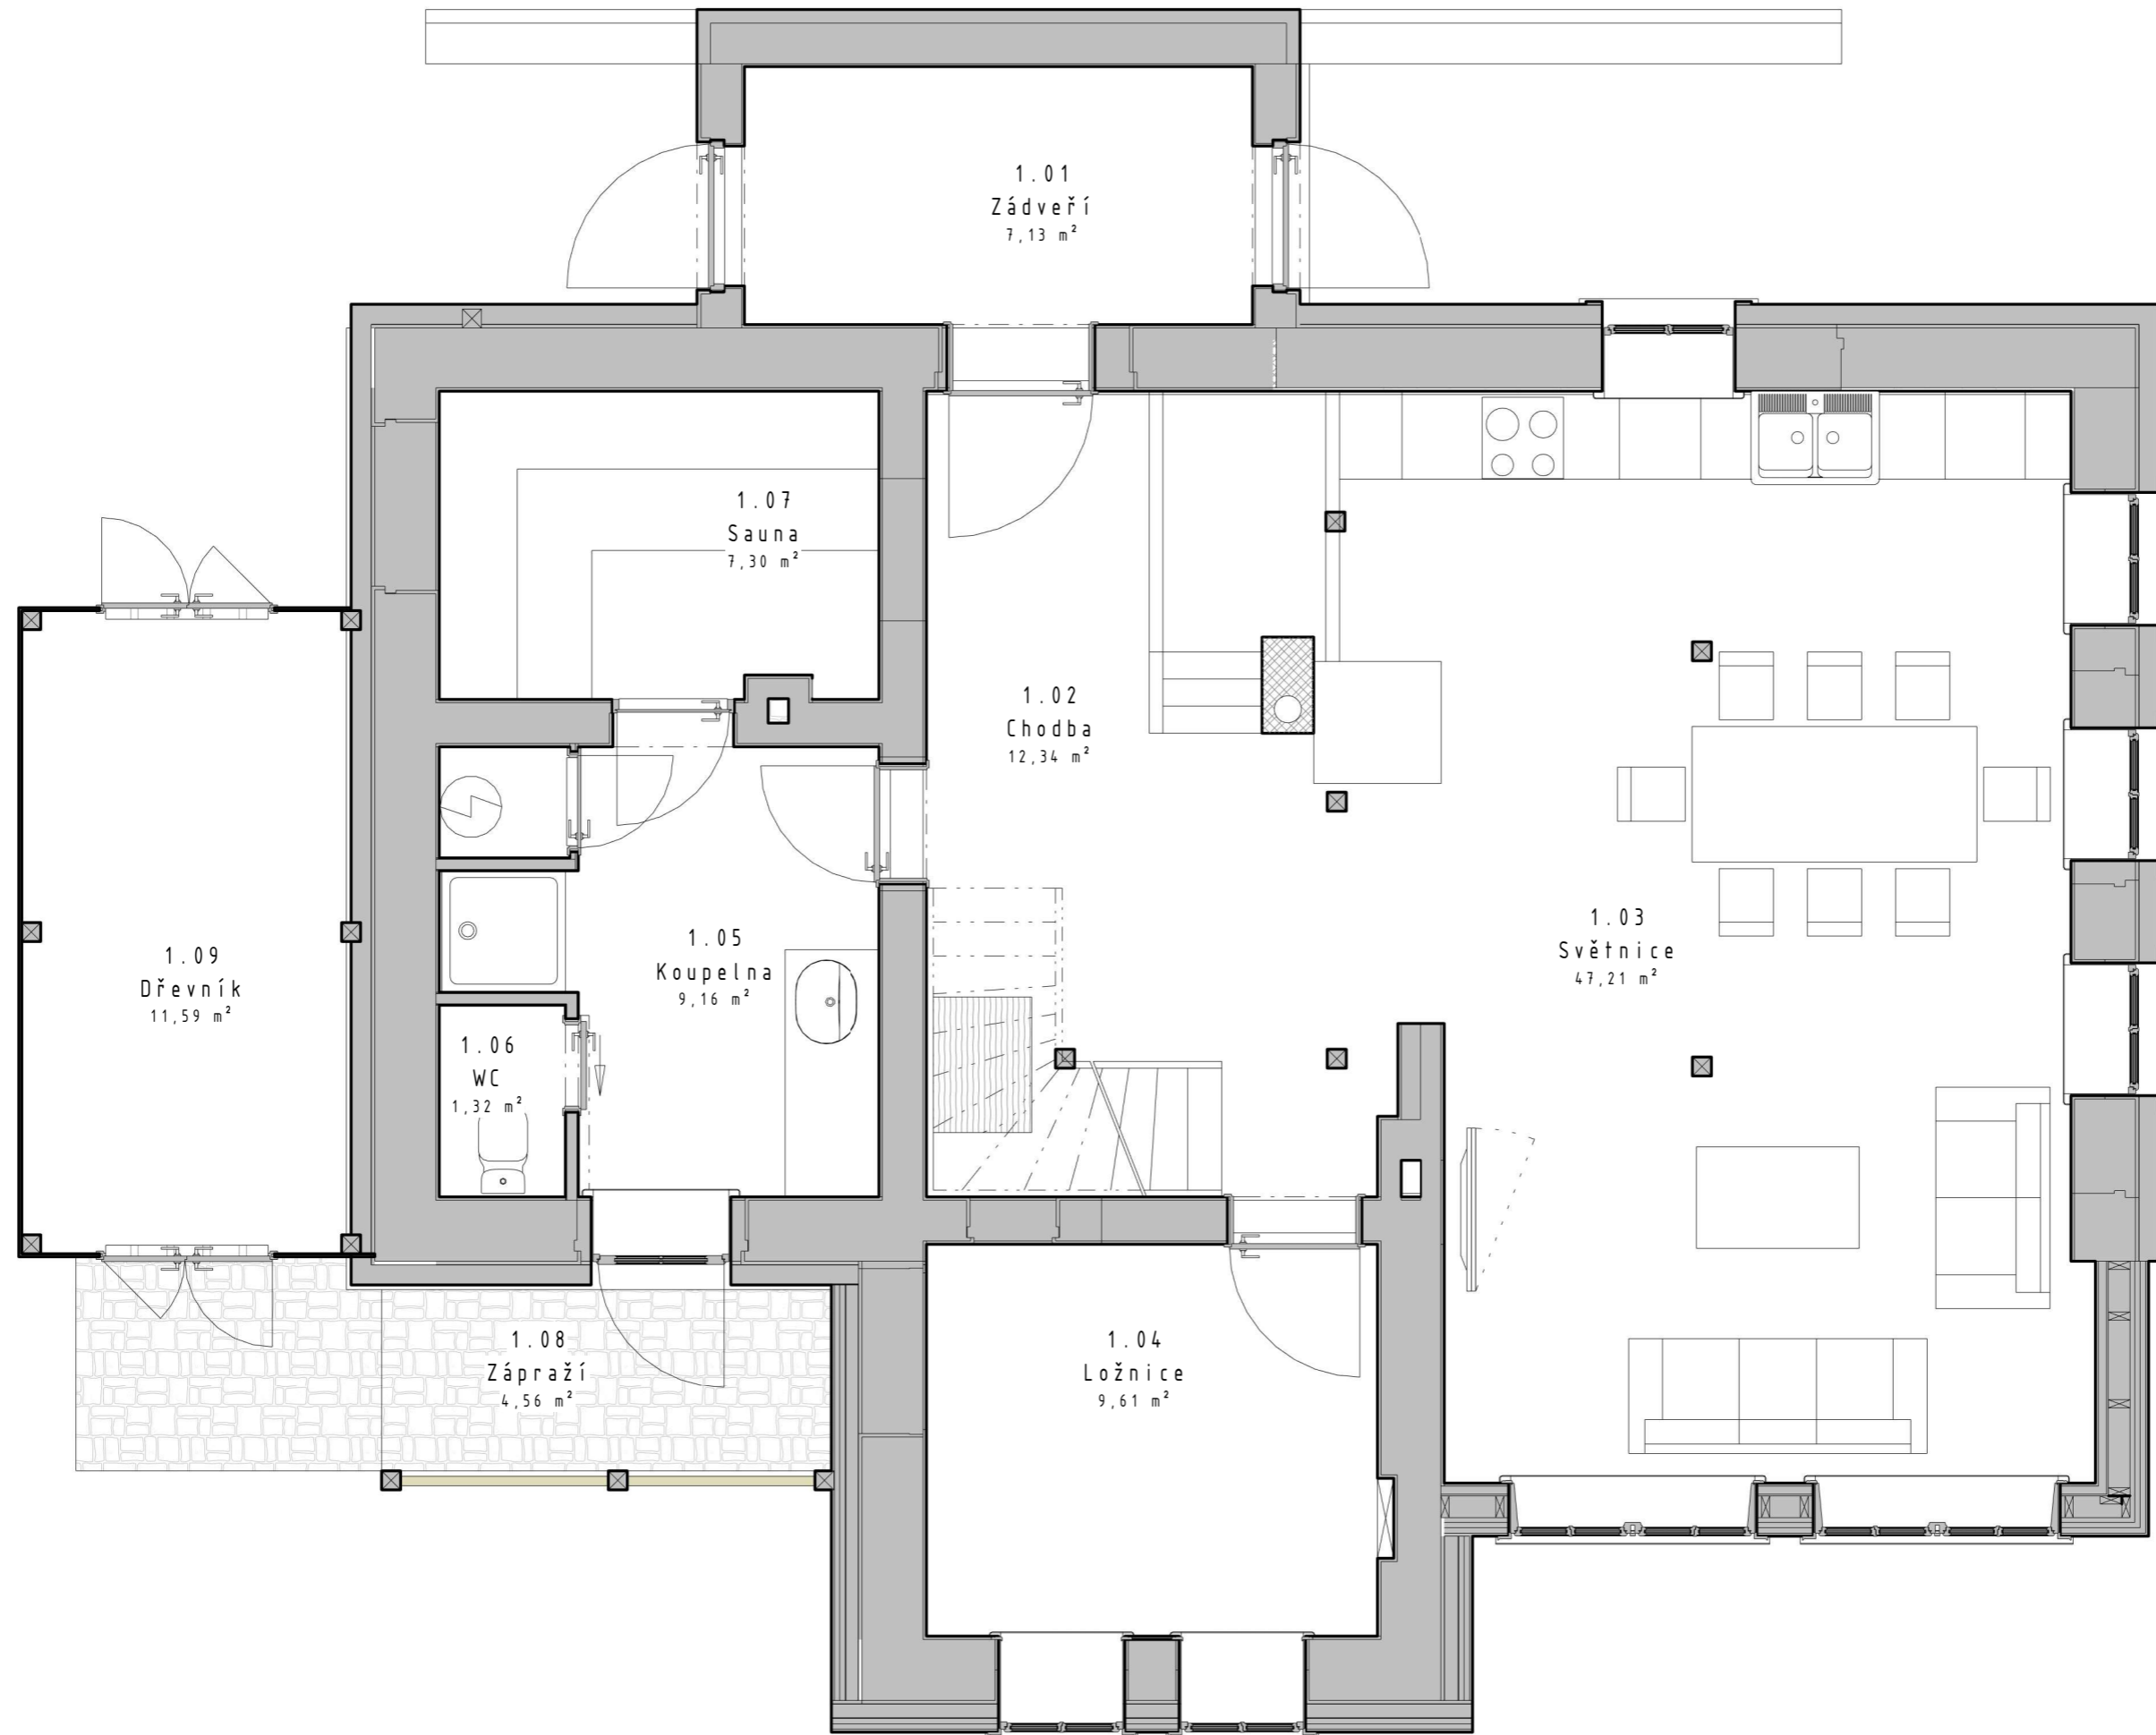 1.01
Zádveří
7,13 m²
1.07
Sauna
7,30 m²
1.02
Chodba
12,34 m²
1.03
Světnice
47,21 m²
1.05
Koupelna
9,16 m²
1.09
Dřevník
11,59 m²
1.06
WC
1,32 m²
1.08
Zápraží
4,56 m²
1.04
Ložnice
9,61 m²